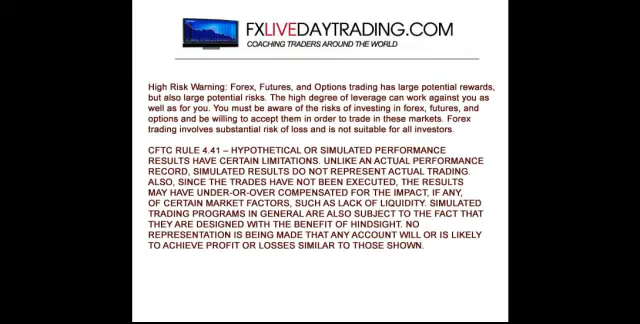 FXLIVEDAYTRADING.COM
COACHING TRADERS AROUND THE WORLD
High Risk Warning: Forex, Futures, and Options trading has large potential rewards,
but also large potential risks. The high degree of leverage can work against you as
well as for you. You must be aware of the risks of investing in forex, futures, and
options and be willing to accept them in order to trade in these markets. Forex
trading involves substantial risk of loss and is not suitable for all investors.
CFTC RULE 4.41 – HYPOTHETICAL OR SIMULATED PERFORMANCE
RESULTS HAVE CERTAIN LIMITATIONS. UNLIKE AN ACTUAL PERFORMANCE
RECORD, SIMULATED RESULTS DO NOT REPRESENT ACTUAL TRADING.
ALSO, SINCE THE TRADES HAVE NOT BEEN EXECUTED, THE RESULTS
MAY HAVE UNDER-OR-OVER COMPENSATED FOR THE IMPACT, IF ANY,
OF CERTAIN MARKET FACTORS, SUCH AS LACK OF LIQUIDITY. SIMULATED
TRADING PROGRAMS IN GENERAL ARE ALSO SUBJECT TO THE FACT THAT
THEY ARE DESIGNED WITH THE BENEFIT OF HINDSIGHT. NO
REPRESENTATION IS BEING MADE THAT ANY ACCOUNT WILL OR IS LIKELY
TO ACHIEVE PROFIT OR LOSSES SIMILAR TO THOSE SHOWN.